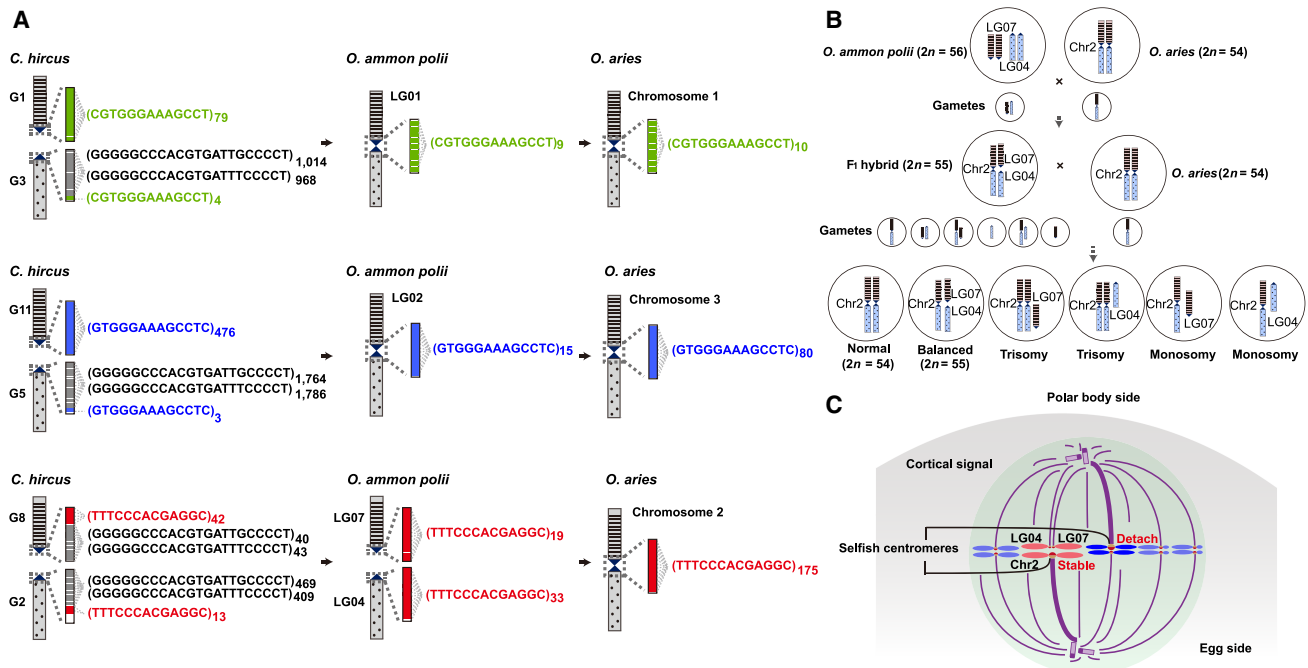 A
C. hircus
O. ammon polii
O. aries
G1
(CGTGGGAAAGCCT)79
(GGGGGCCCACGTGATTGCCCCT)1,014
(GGGGGCCCACGTGATTTCCCCT)968
G3
(CGTGGGAAAGCCT)4
LG01
(CGTGGGAAAGCCT)9
Chromosome 1
(CGTGGGAAAGCCT)10
C. hircus
O. ammon polii
O. aries
G11
(GTGGGAAAGCCTC)476
(GGGGGCCCACGTGATTGCCCCT)1,764
(GGGGGCCCACGTGATTTCCCCT)1,786
G5
(GTGGGAAAGCCTC)3
LG02
(GTGGGAAAGCCTC)15
Chromosome 3
(GTGGGAAAGCCTC)80
C. hircus
O. ammon polii
O. aries
G8
(TTTCCCACGAGGC)42
(GGGGGCCCACGTGATTGCCCCT)40
(GGGGGCCCACGTGATTTCCCCT)43
G2
(GGGGGCCCACGTGATTGCCCCT)469
(GGGGGCCCACGTGATTTCCCCT)409
(TTTCCCACGAGGC)13
LG07
(TTTCCCACGAGGC)19
LG04
(TTTCCCACGAGGC)33
Chromosome 2
(TTTCCCACGAGGC)175
B
O. ammon polii (2n = 56)
LG07
LG04
Chr2
O. aries (2n = 54)
×
Gametes
F1 hybrid (2n = 55)
Chr2
LG07
LG04
×
Chr2
O. aries (2n = 54)
Gametes
Chr2
Chr2
LG07
LG04
Chr2
LG07
Chr2
LG04
Chr2
LG07
Chr2
LG04
Normal
(2n = 54)
Balanced
(2n = 55)
Trisomy
Trisomy
Monosomy
Monosomy
C
Polar body side
Cortical signal
Selfish centromeres
LG04
LG07
Detach
Chr2
Stable
Egg side